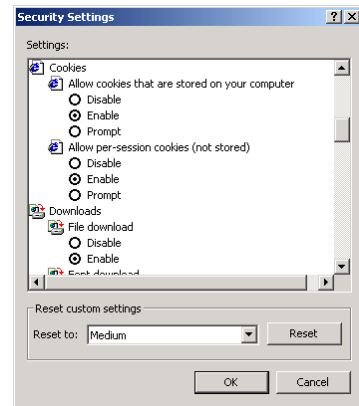 Security Settings
Settings:
Cookies
Allow cookies that are stored on your computer
Disable
Enable
Prompt
Allow per-session cookies (not stored)
Disable
Enable
Prompt
Downloads
File download
Disable
Enable
Font download
Reset custom settings
Reset to: Medium Reset
OK Cancel